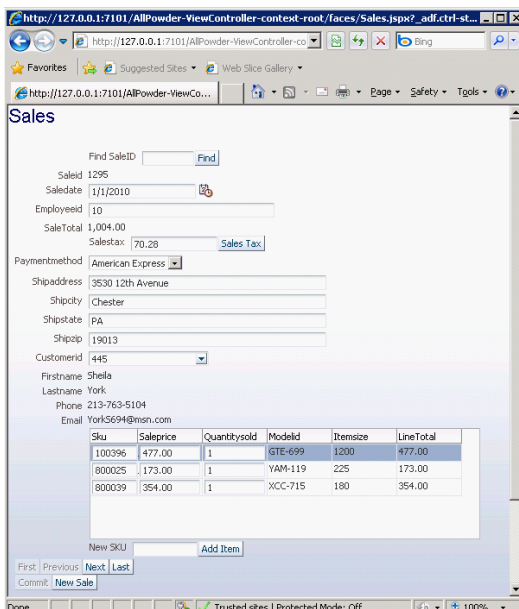 http://127.0.0.1:7101/AllPowder-ViewController-context-root/faces/Sales.jspx?_adf.ctrl-st...
http://127.0.0.1:7101/AllPowder-ViewController-co
Bing
Favorites
Suggested Sites
Web Slice Gallery
http://127.0.0.1:7101/AllPowder-ViewCo...
Page
Safety
Tools
Sales
Find SaleID
Find
Saleid 1295
Saledate 1/1/2010
Employeeid 10
SaleTotal 1,004.00
Salestax 70.28 Sales Tax
Paymentmethod American Express
Shipaddress 3530 12th Avenue
Shipcity Chester
Shipstate PA
Shipzip 19013
Customerid 445
Firstname Sheila
Lastname York
Phone 213-763-5104
Email York5694@msn.com
Sku Saleprice Quantitysold Modelid Itemsize LineTotal
100396 477.00 1 GTE-699 1200 477.00
800025 173.00 1 YAM-119 225 173.00
800039 354.00 1 XCC-715 180 354.00
New SKU Add Item
First Previous Next Last
Commit New Sale
Done Trusted sites | Protected Mode: Off 100%